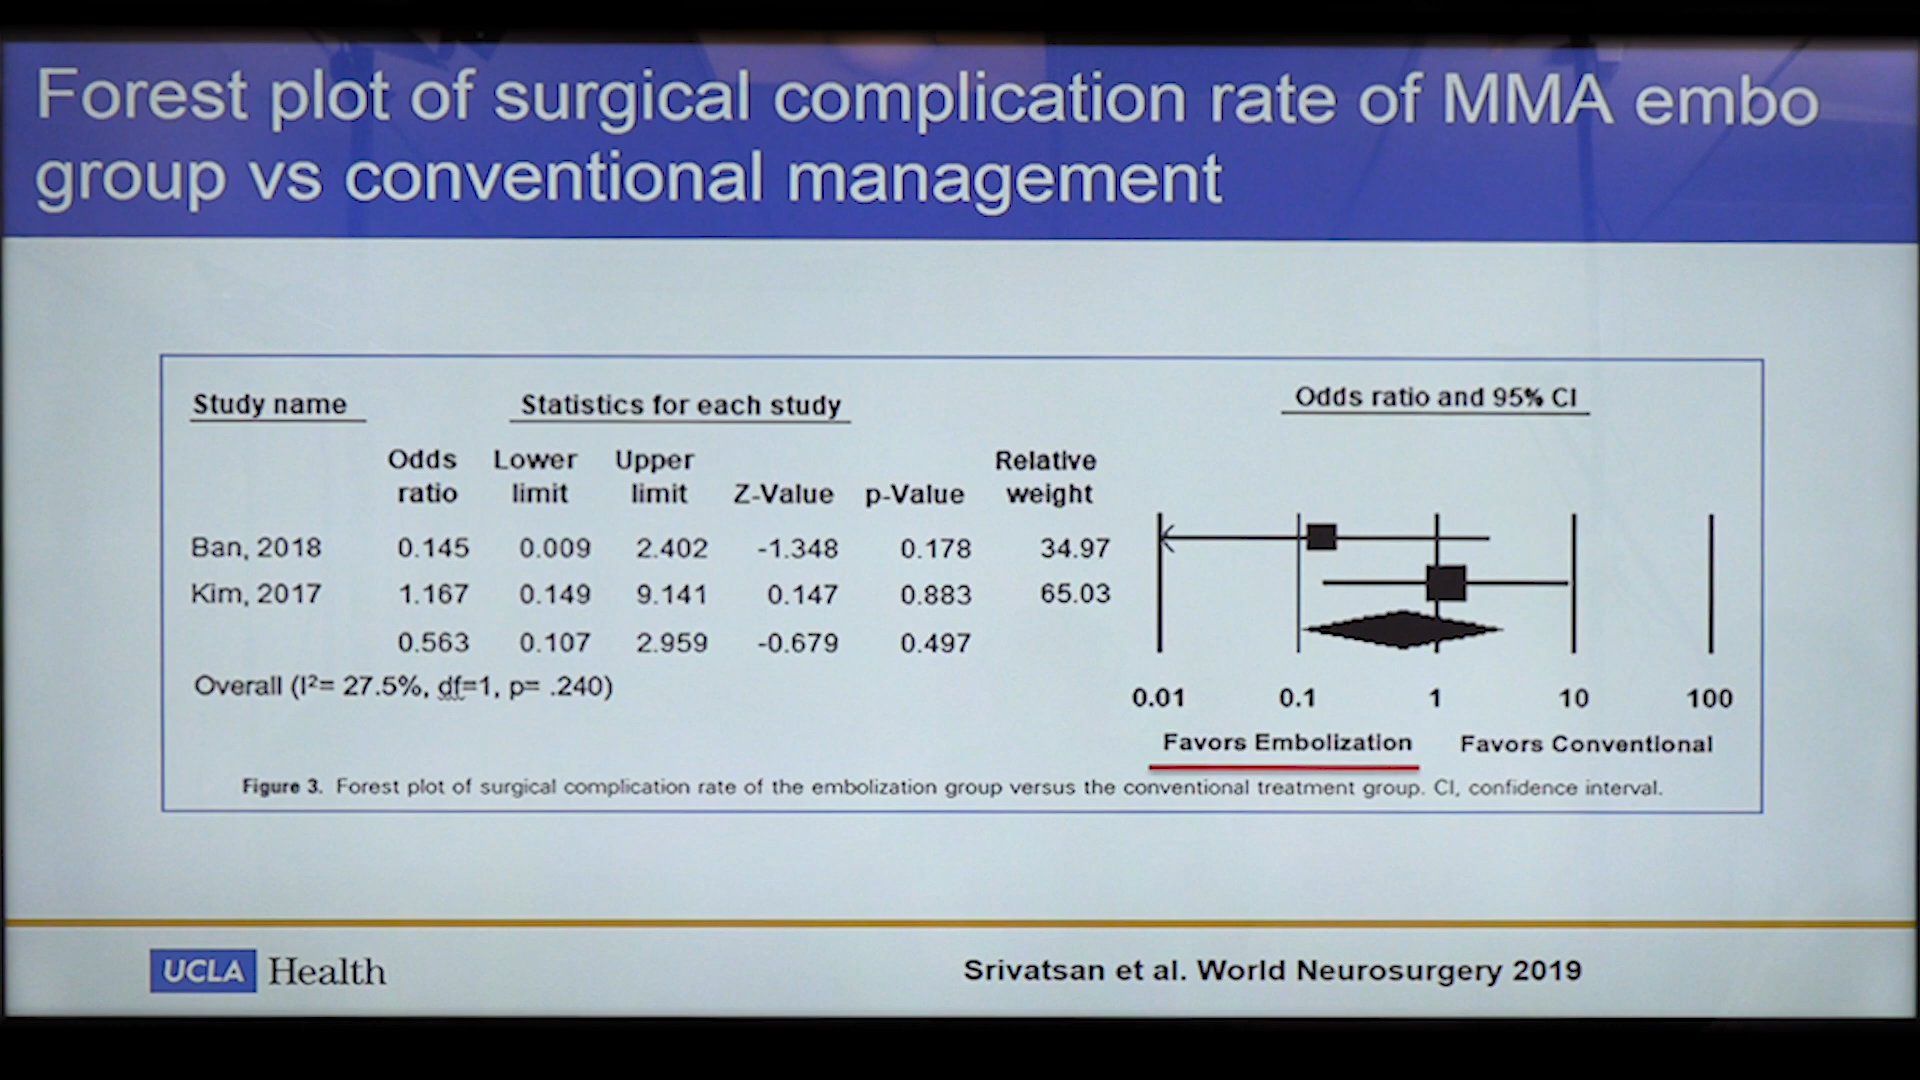 Forest plot of surgical complication rate of MMA embo
group vs conventional management
Study name Statistics for each study Odds ratio and 95% CI
Odds Lower Upper Relative
ratio limit limit Z-Value p-Value weight
Ban, 2018 0.145 0.009 2.402 -1.348 0.178 34.97
Kim, 2017 1.167 0.149 9.141 0.147 0.883 65.03
0.563 0.107 2.959 -0.679 0.497
Overall (I²= 27.5%, df=1, p= .240)
0.01 0.1 1 10 100
Favors Embolization Favors Conventional
Figure 3. Forest plot of surgical complication rate of the embolization group versus the conventional treatment group. CI, confidence interval.
UCLA Health
Srivatsan et al. World Neurosurgery 2019